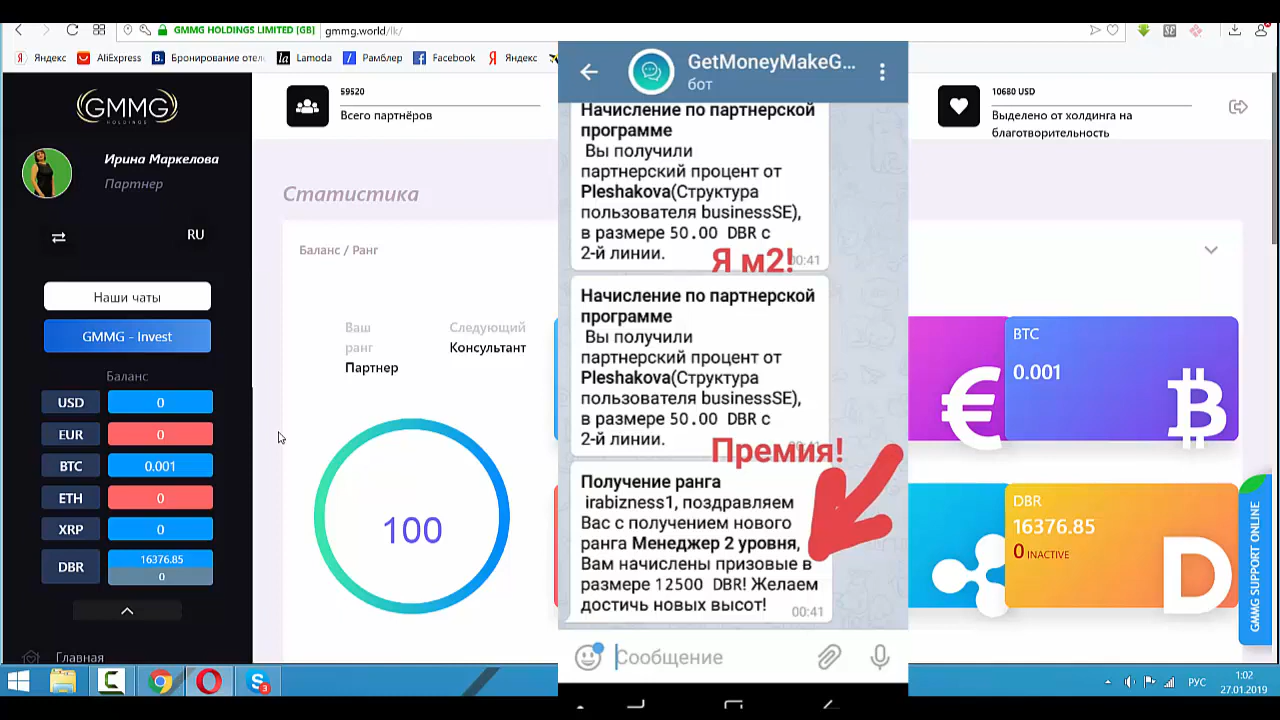 GMMG HOLDINGS LIMITED [GB]
gmmg.world/lk/
Яндекс
AliExpress
Бронирование отел
Lamoda
Рамблер
Facebook
Яндекс
GMMG
HOLDINGS
Ирина Маркелова
Партнер
RU
Наши чаты
GMMG - Invest
Баланс
USD 0
EUR 0
BTC 0.001
ETH 0
XRP 0
DBR 16376.85
0
Главная
59520
Всего партнёров
10680 USD
Выделено от холдинга на
благотворительность
Статистика
Баланс / Ранг
Ваш
ранг
Партнер
Следующий
Консультант
100
GetMoneyMakeG...
бот
Начисление по партнерской
программе
Вы получили
партнерский процент от
Pleshakova(Структура
пользователя businessSE),
в размере 50.00 DBR с
2-й линии.
00:41
Я м2!
Начисление по партнерской
программе
Вы получили
партнерский процент от
Pleshakova(Структура
пользователя businessSE),
в размере 50.00 DBR с
2-й линии.
Премия!
Получение ранга
irabizness1, поздравляем
Вас с получением нового
ранга Менеджер 2 уровня,
Вам начислены призовые в
размере 12500 DBR! Желаем
достичь новых высот!
00:41
Сообщение
BTC
0.001
DBR
16376.85
0 INACTIVE
GMMG SUPPORT ONLINE
РУС
1:02
27.01.2019